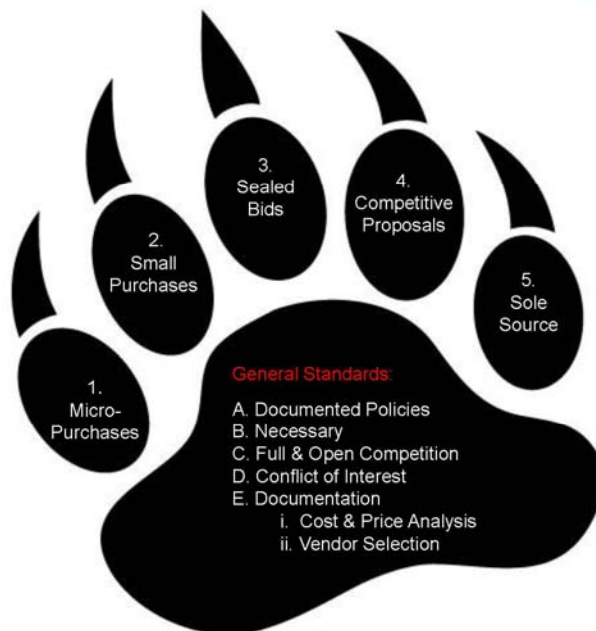 1.
Micro-
Purchases
2.
Small
Purchases
3.
Sealed
Bids
4.
Competitive
Proposals
5.
Sole
Source
General Standards:
A. Documented Policies
B. Necessary
C. Full & Open Competition
D. Conflict of Interest
E. Documentation
i. Cost & Price Analysis
ii. Vendor Selection